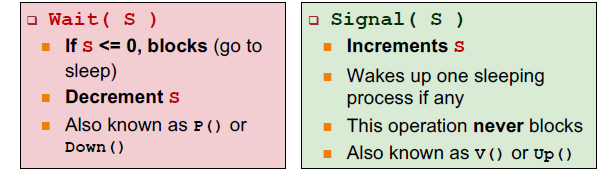 Wait( S )
If S <= 0, blocks (go to
sleep)
Decrement S
Also known as P() or
Down()
Signal( S )
Increments S
Wakes up one sleeping
process if any
This operation never blocks
Also known as V() or Up()